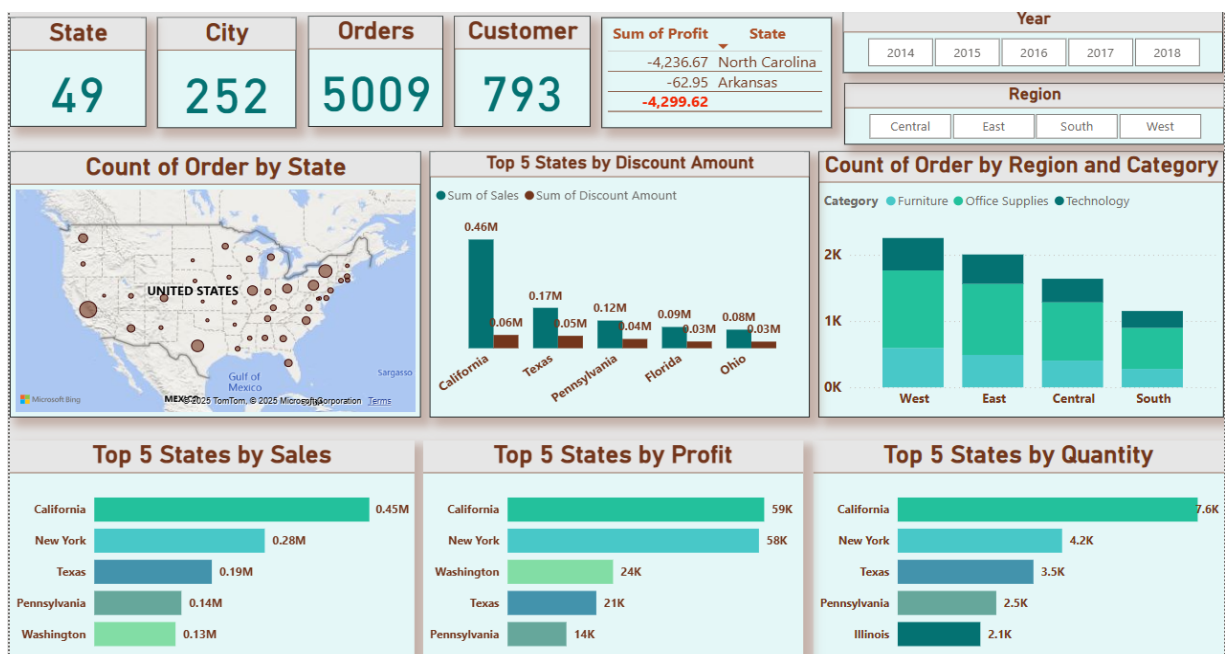 State
49
City
252
Orders
5009
Customer
793
Sum of Profit State
-4,236.67 North Carolina
-62.95 Arkansas
-4,299.62
Year
2014 2015 2016 2017 2018
Region
Central East South West
Count of Order by State
UNITED STATES
Gulf of
Mexico
Sargasso
Microsoft Bing
© 2025 TomTom, © 2025 Microsoft Corporation Terms
Top 5 States by Discount Amount
Sum of Sales Sum of Discount Amount
0.46M
0.06M
0.17M
0.05M
0.12M
0.04M
0.09M
0.03M
0.08M
0.03M
California
Texas
Pennsylvania
Florida
Ohio
Count of Order by Region and Category
Category Furniture Office Supplies Technology
2K
1K
0K
West East Central South
Top 5 States by Sales
California 0.45M
New York 0.28M
Texas 0.19M
Pennsylvania 0.14M
Washington 0.13M
Top 5 States by Profit
California 59K
New York 58K
Washington 24K
Texas 21K
Pennsylvania 14K
Top 5 States by Quantity
California 7.6K
New York 4.2K
Texas 3.5K
Pennsylvania 2.5K
Illinois 2.1K